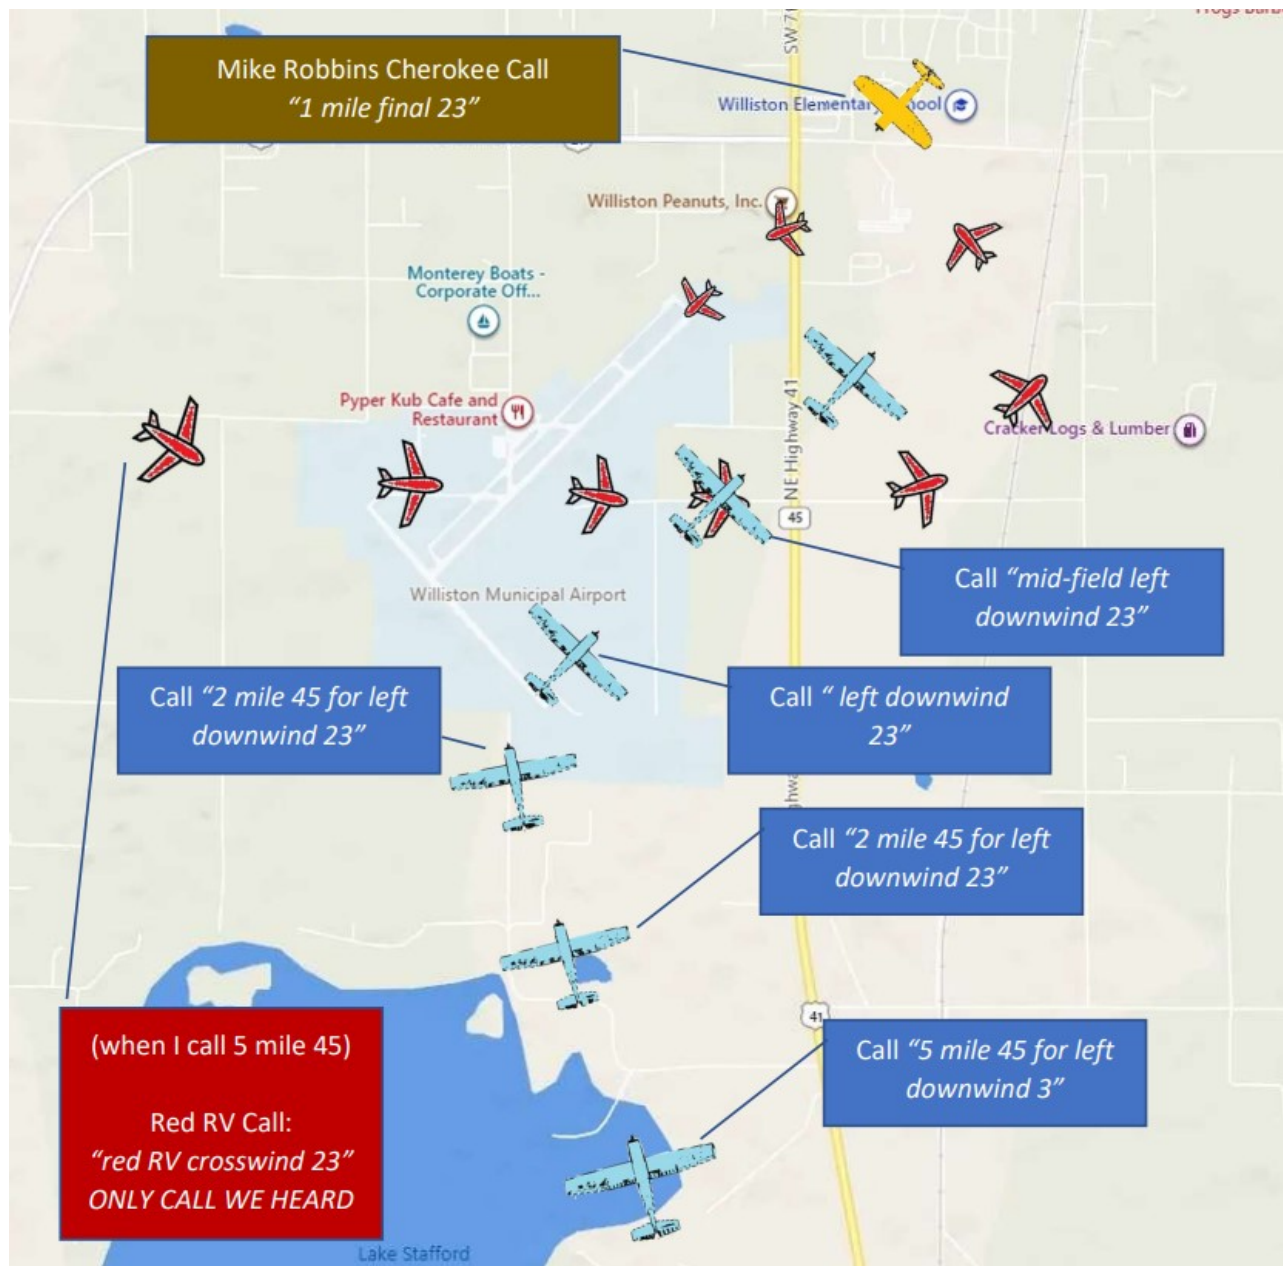 Frogs Barb
SW 7
Mike Robbins Cherokee Call
“1 mile final 23”
Williston Elementary School
Williston Peanuts, Inc.
Monterey Boats -
Corporate Off...
Pyper Kub Cafe and
Restaurant
NE Highway 41
Cracker Logs & Lumber
45
Call “mid-field left
downwind 23”
Williston Municipal Airport
Call “2 mile 45 for left
downwind 23”
Call “ left downwind
23”
Call “2 mile 45 for left
downwind 23”
41
(when I call 5 mile 45)
Red RV Call:
“red RV crosswind 23”
ONLY CALL WE HEARD
Call “5 mile 45 for left
downwind 3”
Lake Stafford